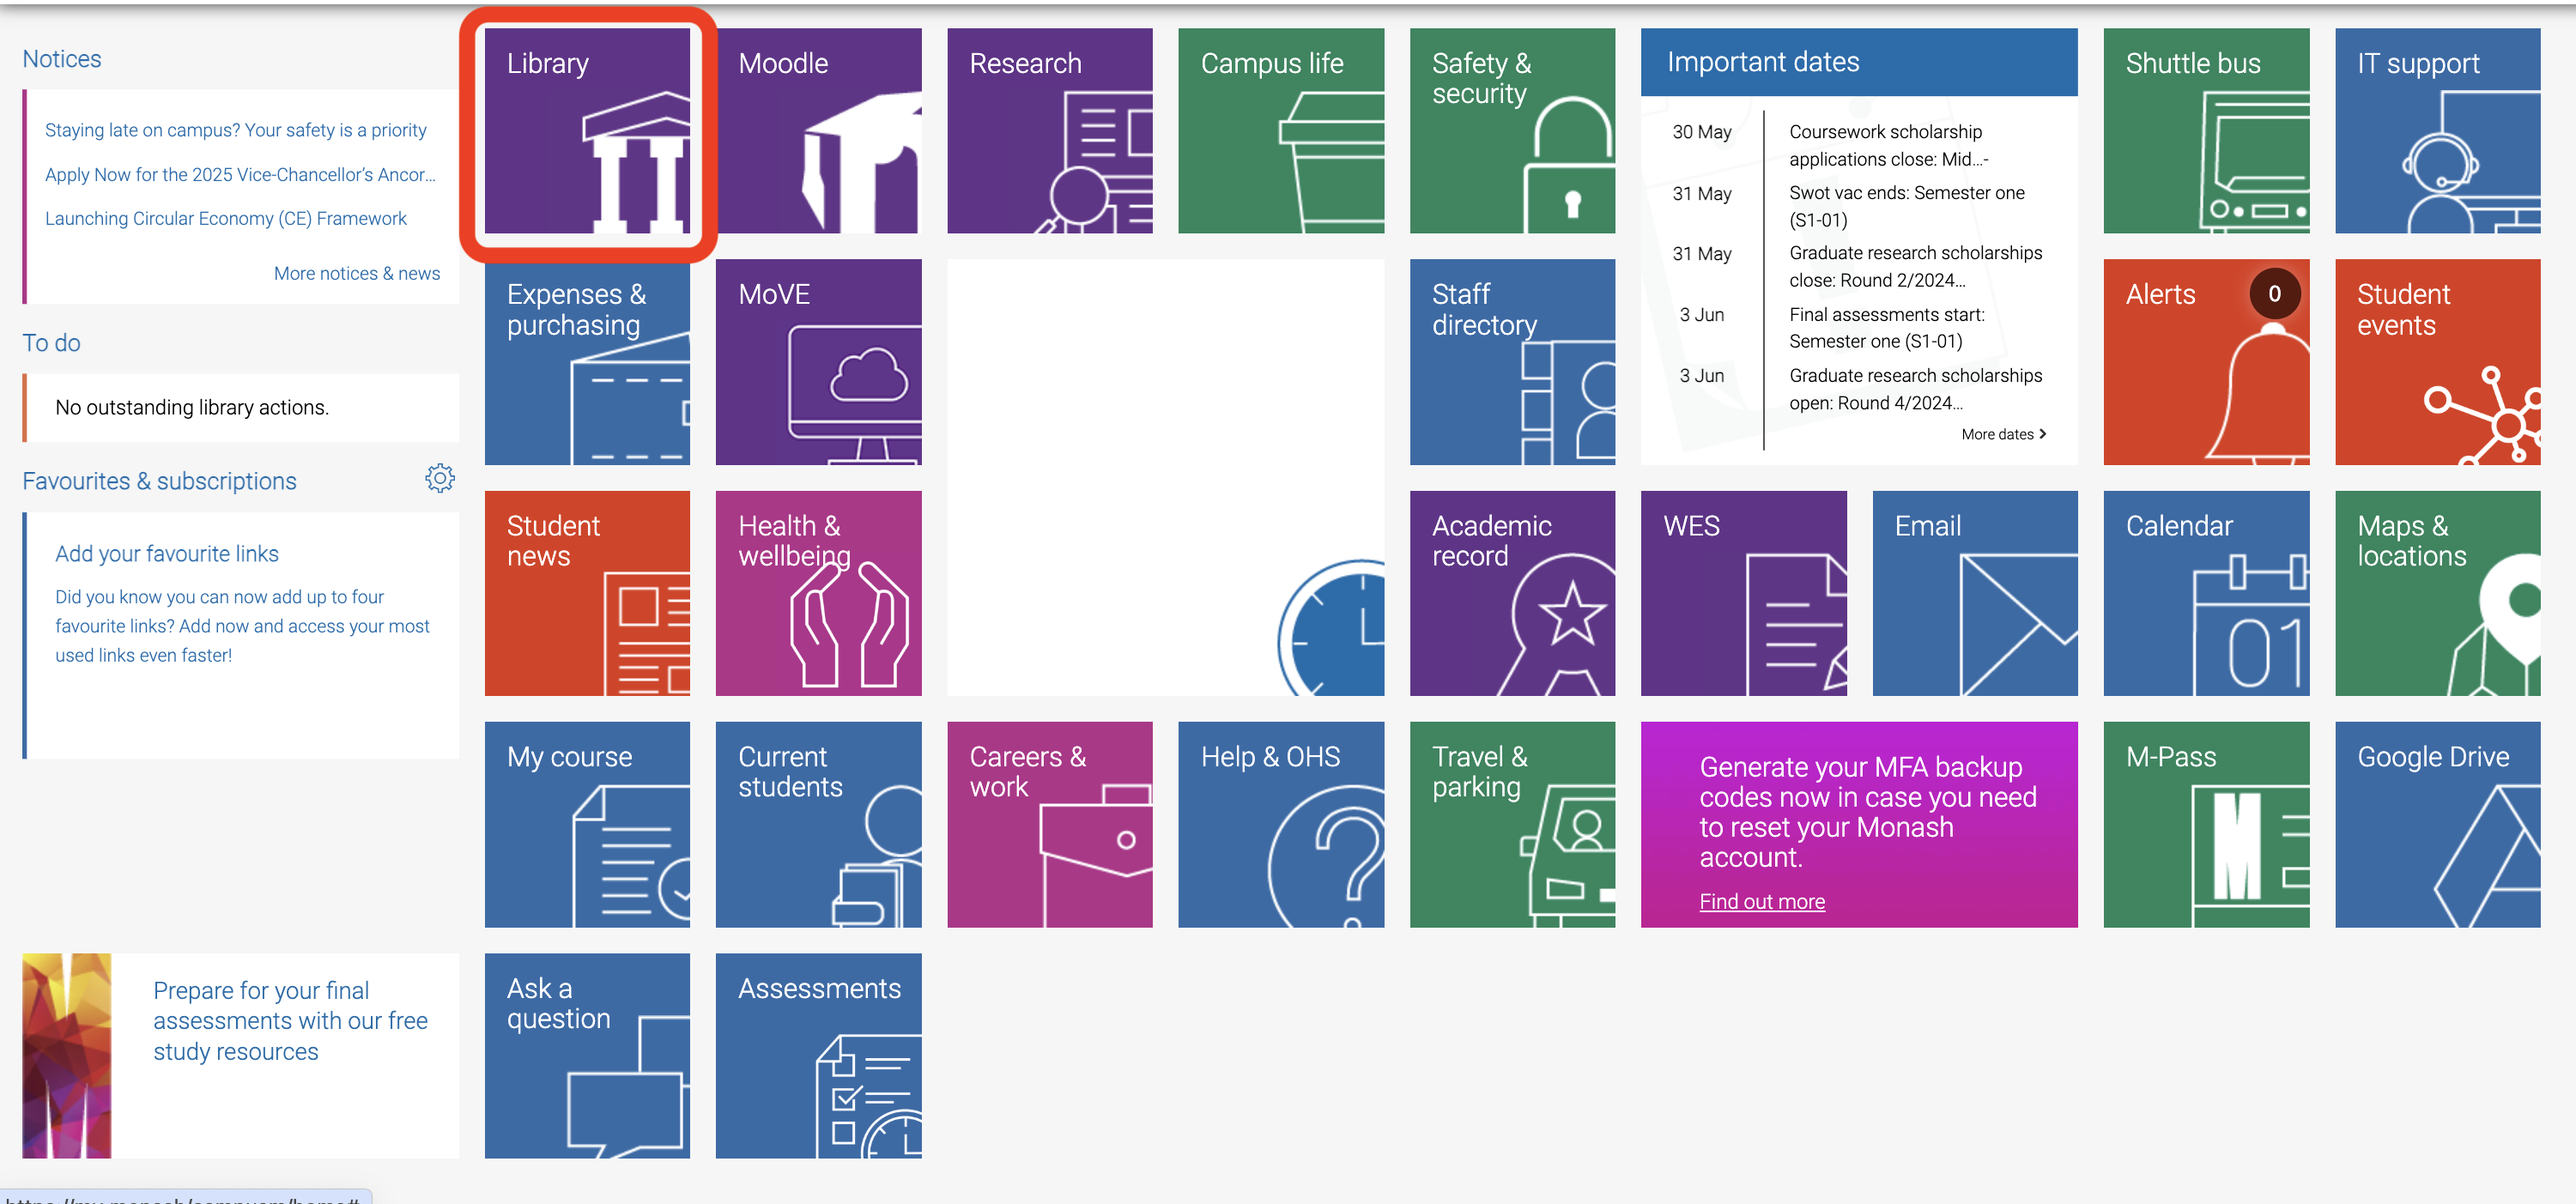 Notices
Staying late on campus? Your safety is a priority
Apply Now for the 2025 Vice-Chancellor's Ancor...
Launching Circular Economy (CE) Framework
More notices & news
To do
No outstanding library actions.
Favourites & subscriptions
Add your favourite links
Did you know you can now add up to four
favourite links? Add now and access your most
used links even faster!
Prepare for your final
assessments with our free
study resources
Library
Moodle
Research
Campus life
Safety &
security
Important dates
30 May
Coursework scholarship
applications close: Mid...-
31 May
Swot vac ends: Semester one
(S1-01)
31 May
Graduate research scholarships
close: Round 2/2024...
3 Jun
Final assessments start:
Semester one (S1-01)
3 Jun
Graduate research scholarships
open: Round 4/2024...
More dates
Shuttle bus
IT support
Expenses &
purchasing
MoVE
Staff
directory
Alerts
0
Student
events
Student
news
Health &
wellbeing
Academic
record
WES
Email
Calendar
01
Maps &
locations
My course
Current
students
Careers &
work
Help & OHS
?
Travel &
parking
Generate your MFA backup
codes now in case you need
to reset your Monash
account.
Find out more
M-Pass
M
Google Drive
Ask a
question
Assessments